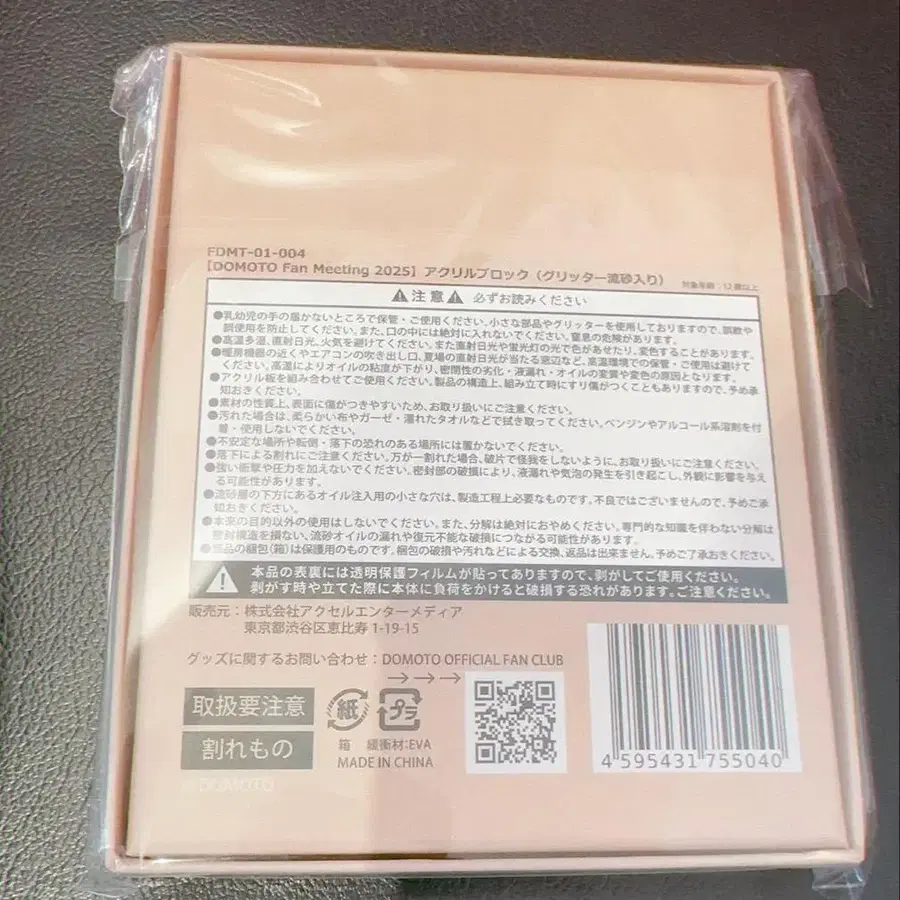 FDMT-01-004
【DOMOTO Fan Meeting 2025】アクリルブロック（グリッター流砂入り） 対象年齢：12歳以上
⚠注意⚠ 必ずお読みください
●乳幼児の手の届かないところで保管・ご使用ください。小さな部品やグリッターを使用しておりますので、誤飲や
誤使用を防止してください。また、口の中には絶対に入れないでください。窒息の危険があります。
●高温多湿、直射日光、火気を避けてください。また直射日光や蛍光灯の光で色があせたり、変色することがあります。
●暖房機器の近くやエアコンの吹き出し口、夏場の直射日光が当たる窓辺など、高温環境での保管・ご使用は避けて
ください。高温によりオイルの粘度が下がり、密閉性の劣化・液漏れ・オイルの変質や変色の原因となります。
●アクリル板を組み合わせてご使用ください。製品の構造上、組み立て時にすり傷がつくこともありますので、予め承
知おきください。
●素材の性質上、表面に傷がつきやすいため、お取り扱いにご注意ください。
●汚れた場合は、柔らかい布やガーゼ・濡れたタオルなどで拭き取ってください。ベンジンやアルコール系溶剤を付
着・使用しないでください。
●不安定な場所や転倒・落下の恐れのある場所には置かないでください。
●落下による割れにご注意ください。万が一割れた場合、破片で怪我をしないように、お取り扱いにご注意ください。
●強い衝撃や圧力を加えないでください。密封部の破損により、液漏れや気泡の発生を引き起こし、外観に影響を与え
る可能性があります。
●流砂層の下方にあるオイル注入用の小さな穴は、製造工程上必要なものです。不良ではございませんので、予めご承
知おきください。
●本来の目的以外の使用はしないでください。また、分解は絶対におやめください。専門的な知識を伴わない分解は
密封構造を損ない、流砂オイルの漏れや復元不能な破損につながる可能性があります。
●商品の梱包（箱）は保護用のものです。梱包の破損や汚れなどによる交換、返品は出来ません。予めご了承おきください。
本品の表裏には透明保護フィルムが貼ってありますので、剥がしてご使用ください。
剥がす時や立てた際に本体に負荷をかけると破損する恐れがあります。ご注意ください。
販売元：株式会社アクセルエンターメディア
東京都渋谷区恵比寿 1-19-15
グッズに関するお問い合わせ：DOMOTO OFFICIAL FAN CLUB
→→→
取扱要注意
割れもの
紙 プラ
箱 緩衝材:EVA
MADE IN CHINA
4 595431 755040
©DOMOTO